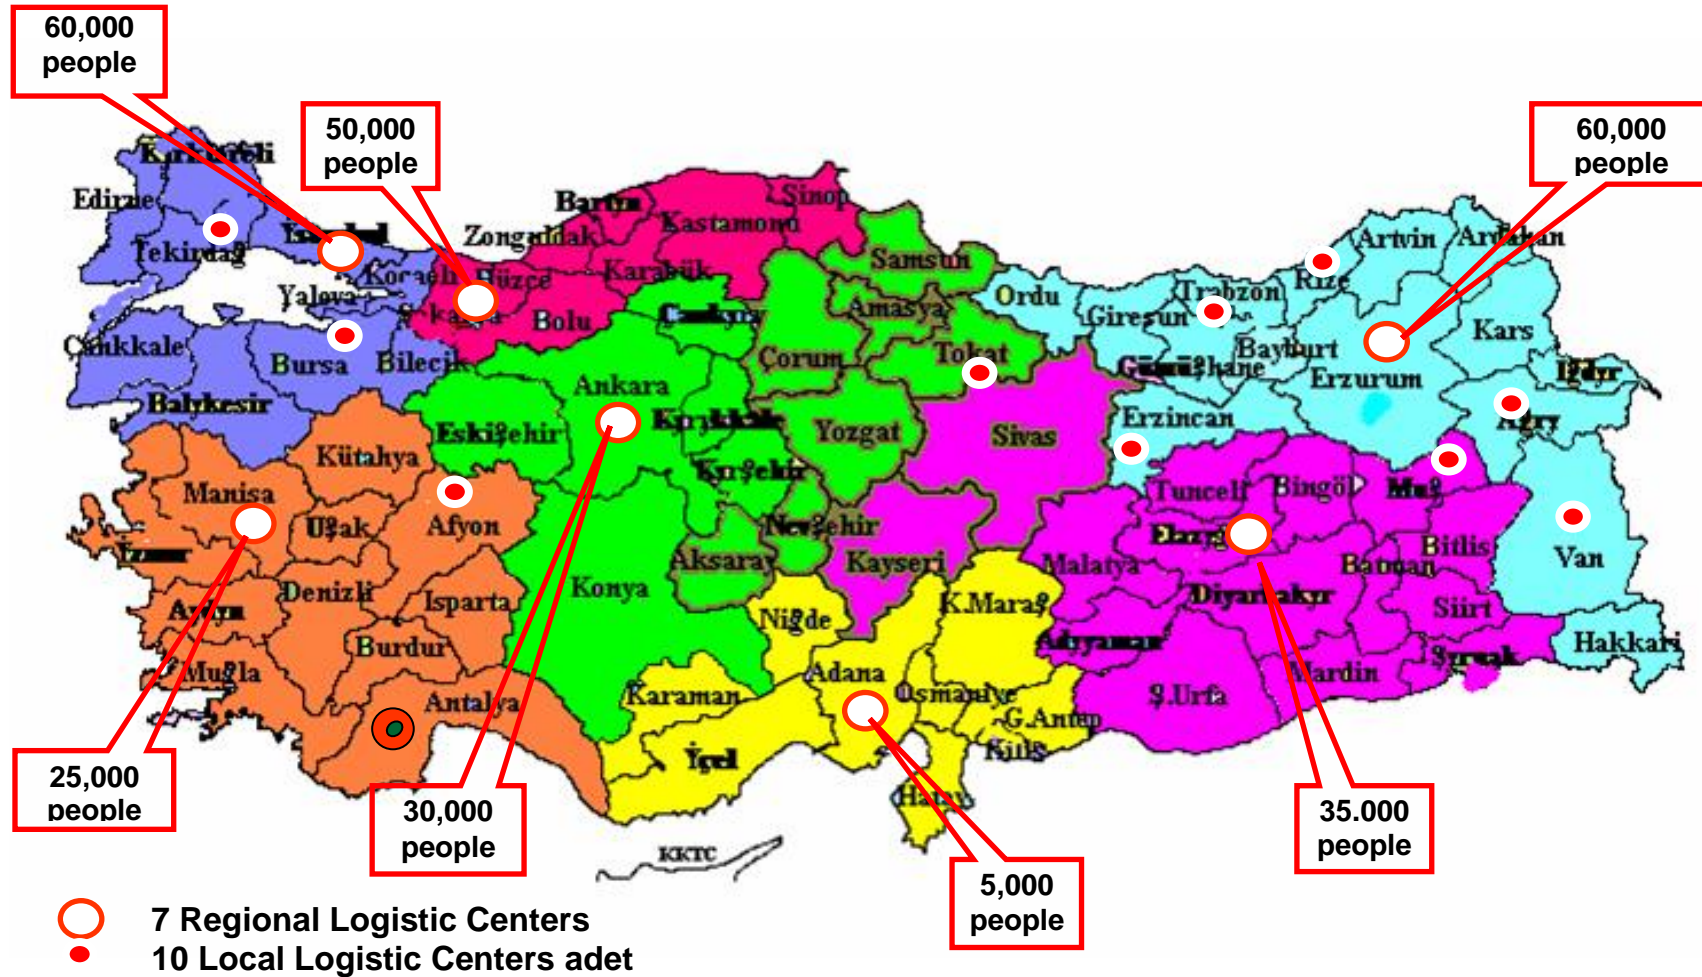 60,000
people
50,000
people
60,000
people
Edirne
Tekirdağ
Yalova
Bursa
Bilecik
Bolu
Zonguldak
Bartın
Karabük
Kastamonu
Sinop
Samsun
Amasya
Çorum
Tokat
Ordu
Giresun
Trabzon
Rize
Artvin
Ardahan
Kars
Bayburt
Erzurum
Erzincan
Ankara
Eskişehir
Kırşehir
Yozgat
Sivas
Kütahya
Manisa
Uşak
Afyon
Denizli
Isparta
Burdur
Muğla
Antalya
Konya
Aksaray
Nevşehir
Kayseri
Niğde
Karaman
İçel
Adana
K.Maraş
Osmaniye
G.Antep
Kilis
Hatay
Malatya
Tunceli
Bingöl
Muş
Bitlis
Van
Batman
Siirt
Mardin
Ş.Urfa
Hakkari
25,000
people
30,000
people
5,000
people
35.000
people
KKTC
7 Regional Logistic Centers
10 Local Logistic Centers adet